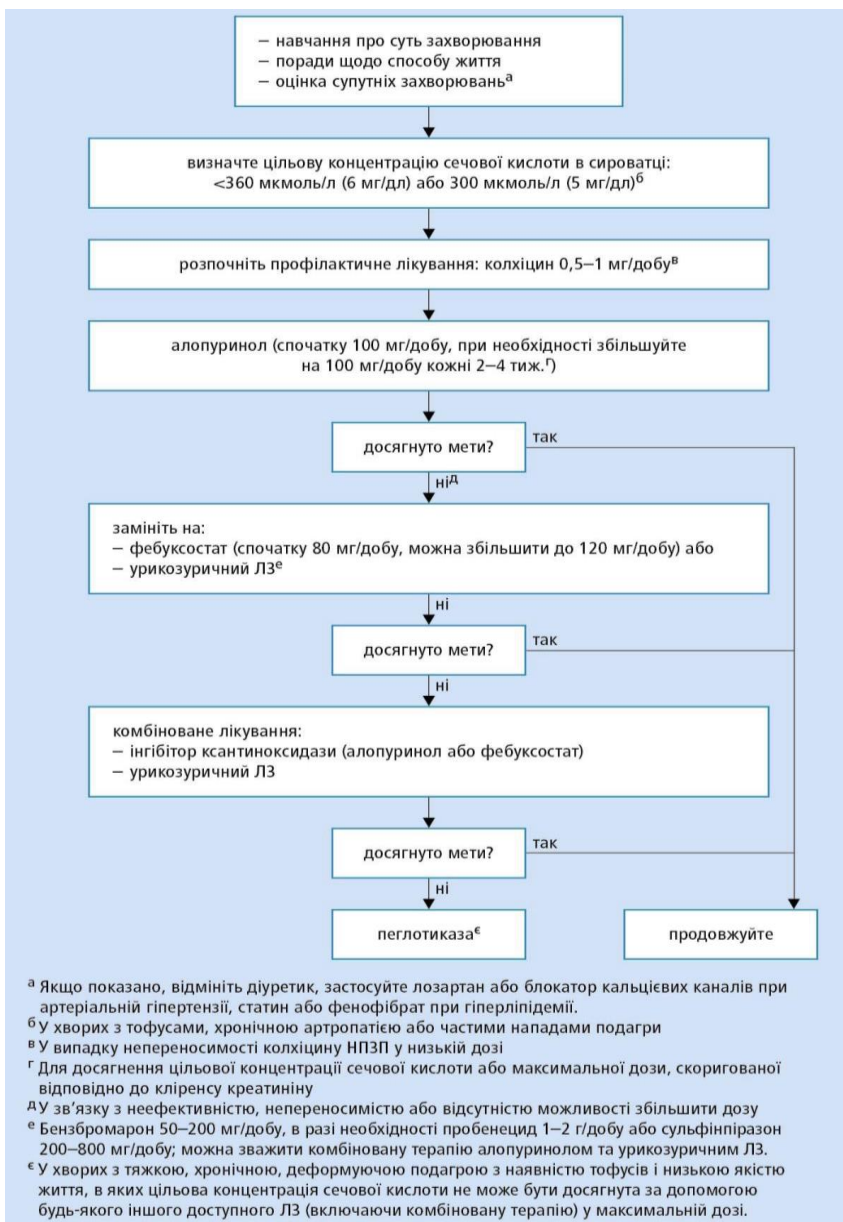 – навчання про суть захворювання
– поради щодо способу життя
– оцінка супутніх захворювань^а
визначте цільову концентрацію сечової кислоти в сироватці:
<360 мкмоль/л (6 мг/дл) або 300 мкмоль/л (5 мг/дл)^б
розпочніть профілактичне лікування: колхіцин 0,5–1 мг/добу^в
алопуринол (спочатку 100 мг/добу, при необхідності збільшуйте
на 100 мг/добу кожні 2–4 тиж.^г)
досягнуто мети?
так
ні^д
замініть на:
– фебуксостат (спочатку 80 мг/добу, можна збільшити до 120 мг/добу) або
– урикозуричний ЛЗ^е
ні
досягнуто мети?
так
ні
комбіноване лікування:
– інгібітор ксантиноксидази (алопуринол або фебуксостат)
– урикозуричний ЛЗ
досягнуто мети?
так
ні
пеглотиказа^є
продовжуйте
^а Якщо показано, відмініть діуретик, застосуйте лозартан або блокатор кальцієвих каналів при
артеріальній гіпертензії, статин або фенофібрат при гіперліпідемії.
^б У хворих з тофусами, хронічною артропатією або частими нападами подагри
^в У випадку непереносимості колхіцину НПЗП у низькій дозі
^г Для досягнення цільової концентрації сечової кислоти або максимальної дози, скоригованої
відповідно до кліренсу креатиніну
^д У зв’язку з неефективністю, непереносимістю або відсутністю можливості збільшити дозу
^е Бензбромарон 50–200 мг/добу, в разі необхідності пробенецид 1–2 г/добу або сульфінпіразон
200–800 мг/добу; можна зважити комбіновану терапію алопуринолом та урикозуричним ЛЗ.
^є У хворих з тяжкою, хронічною, деформуючою подагрою з наявністю тофусів і низькою якістю
життя, в яких цільова концентрація сечової кислоти не може бути досягнута за допомогою
будь-якого іншого доступного ЛЗ (включаючи комбіновану терапію) у максимальній дозі.